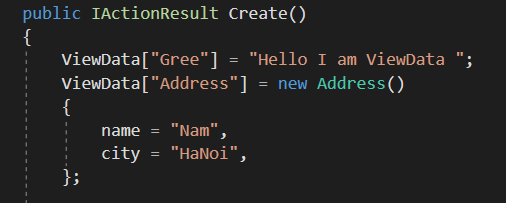 public IActionResult Create()
{
ViewData["Gree"] = "Hello I am ViewData ";
ViewData["Address"] = new Address()
{
name = "Nam",
city = "HaNoi",
};